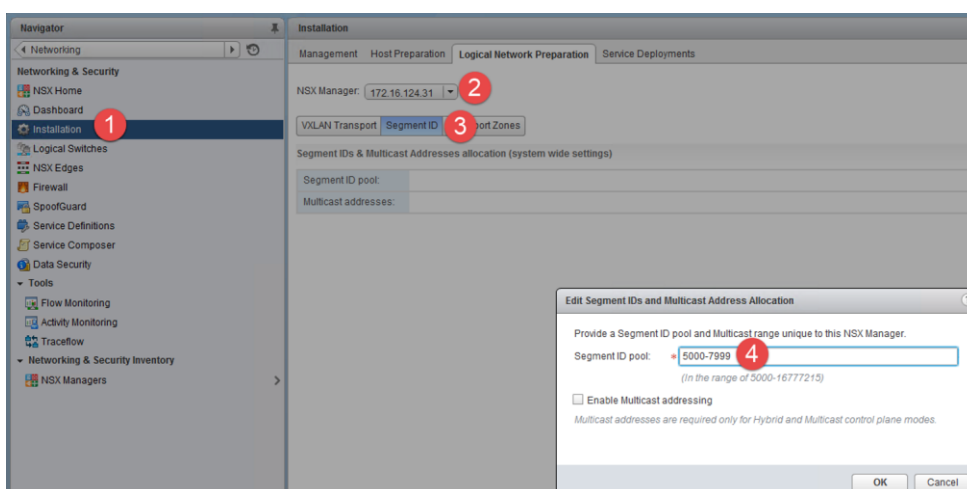 Navigator
Networking
Networking & Security
NSX Home
Dashboard
Installation 1
Logical Switches
NSX Edges
Firewall
SpoofGuard
Service Definitions
Service Composer
Data Security
Tools
Flow Monitoring
Activity Monitoring
Traceflow
Networking & Security Inventory
NSX Managers
Installation
Management Host Preparation Logical Network Preparation Service Deployments
NSX Manager: 172.16.124.31 2
VXLAN Transport Segment ID 3 ort Zones
Segment IDs & Multicast Addresses allocation (system wide settings)
Segment ID pool:
Multicast addresses:
Edit Segment IDs and Multicast Address Allocation
Provide a Segment ID pool and Multicast range unique to this NSX Manager.
Segment ID pool: * 5000-7999 4
(In the range of 5000-16777215)
Enable Multicast addressing
Multicast addresses are required only for Hybrid and Multicast control plane modes.
OK Cancel